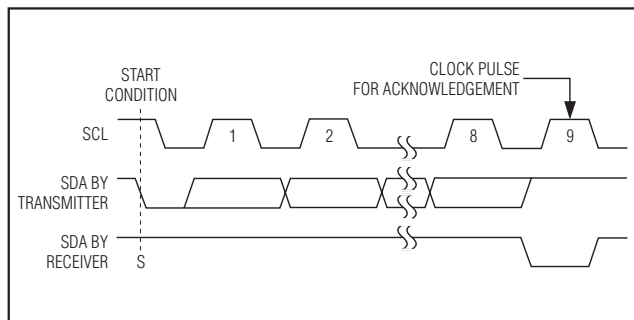 START
CONDITION
CLOCK PULSE
FOR ACKNOWLEDGEMENT
SCL
1
2
8
9
SDA BY
TRANSMITTER
SDA BY
RECEIVER
S